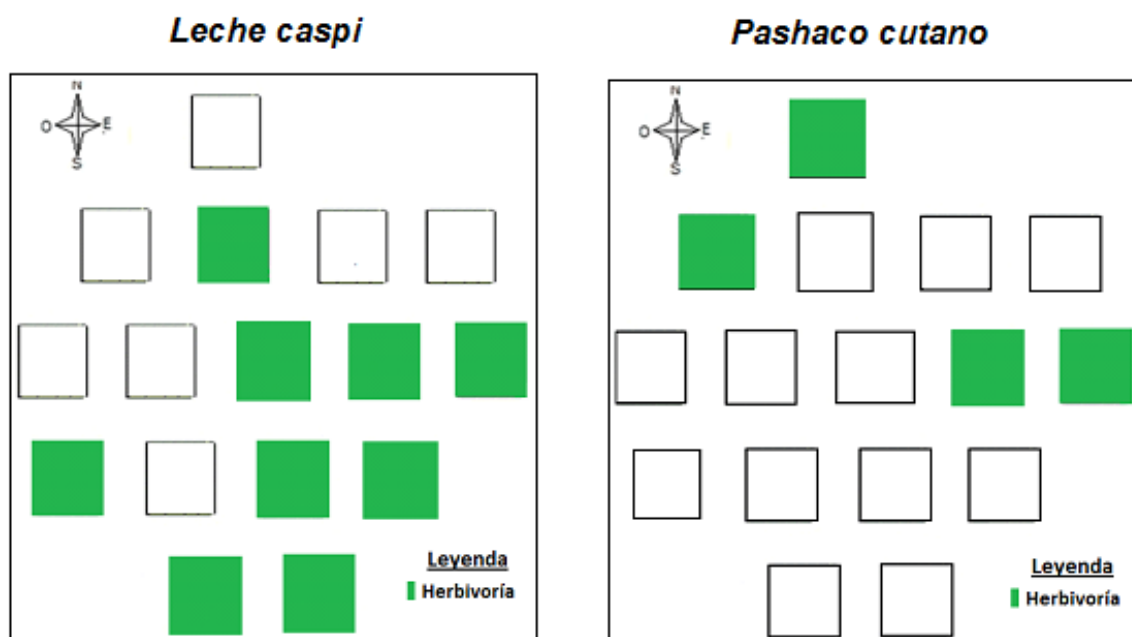 Leche caspi
N
O E
S
Leyenda
Herbivoría
Pashaco cutano
N
O E
S
Leyenda
Herbivoría